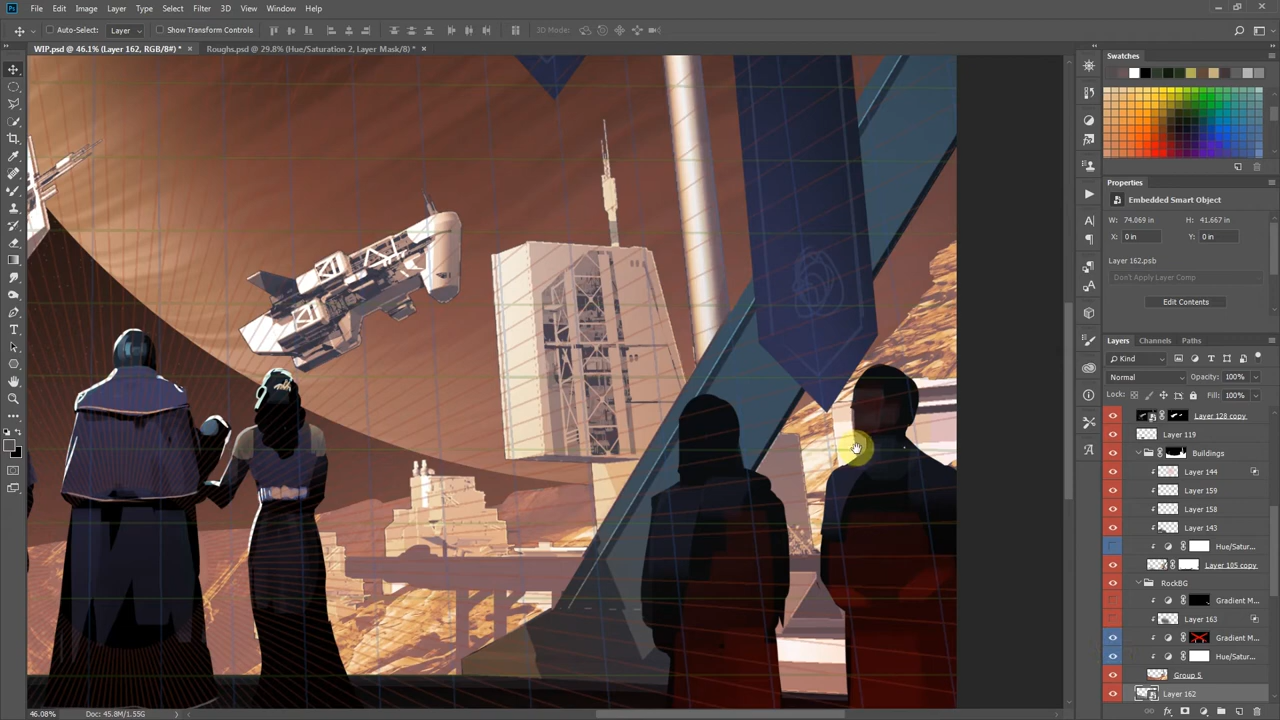 Ps File Edit Image Layer Type Select Filter 3D View Window Help
Auto-Select: Layer Show Transform Controls 3D Mode:
WIP.psd @ 46.1% (Layer 162, RGB/8#) * × Roughs.psd @ 29.8% (Hue/Saturation 2, Layer Mask/8) * ×
Swatches
Properties
Embedded Smart Object
W: 74.069 in H: 41.667 in
X: 0 in Y: 0 in
Layer 162.psb
Don't Apply Layer Comp
Edit Contents
Layers Channels Paths
Kind
Normal Opacity: 100%
Lock: Fill: 100%
Layer 128 copy
Layer 119
Buildings
Layer 144
Layer 159
Layer 158
Layer 143
Hue/Satur...
Layer 105 copy
RockBG
Gradient M...
Layer 163
Gradient M...
Hue/Satur...
Group 5
Layer 162
46.08% Doc: 45.8M/1.55G